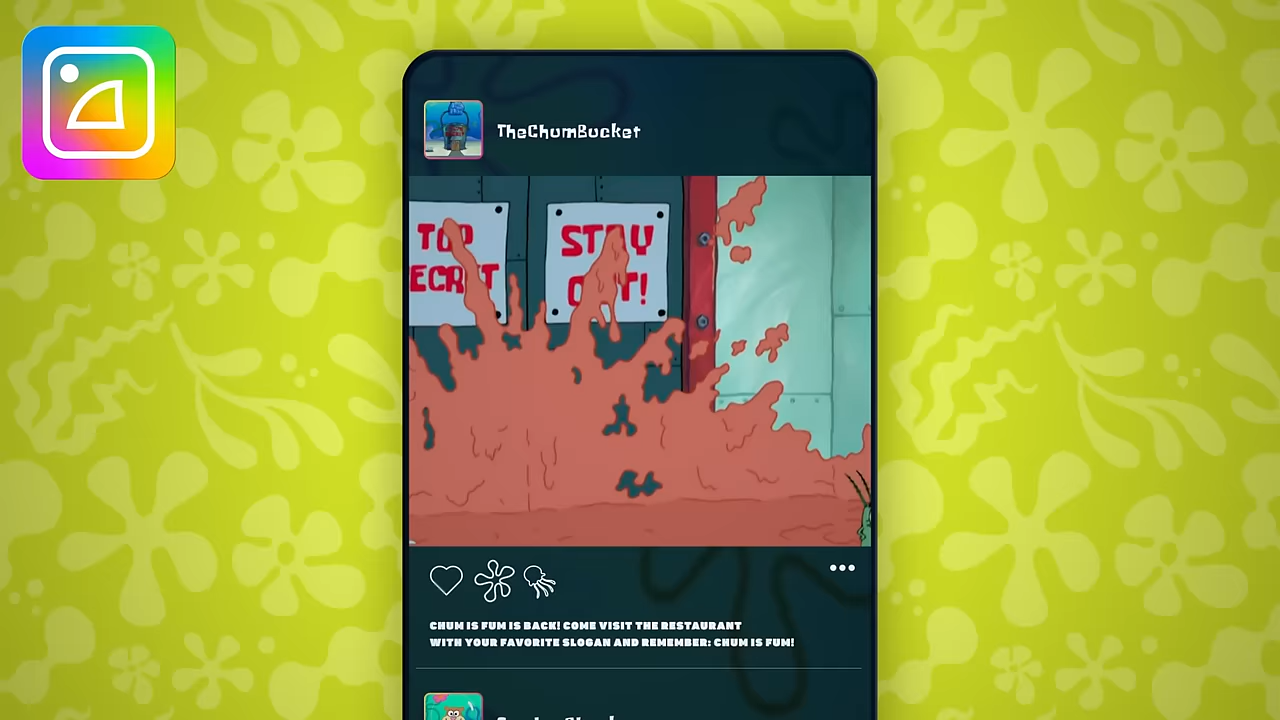 TheChumBucket
TOP
STAY
OUT!
CHUM IS FUM IS BACK! COME VISIT THE RESTAURANT
WITH YOUR FAVORITE SLOGAN AND REMEMBER: CHUM IS FUM!